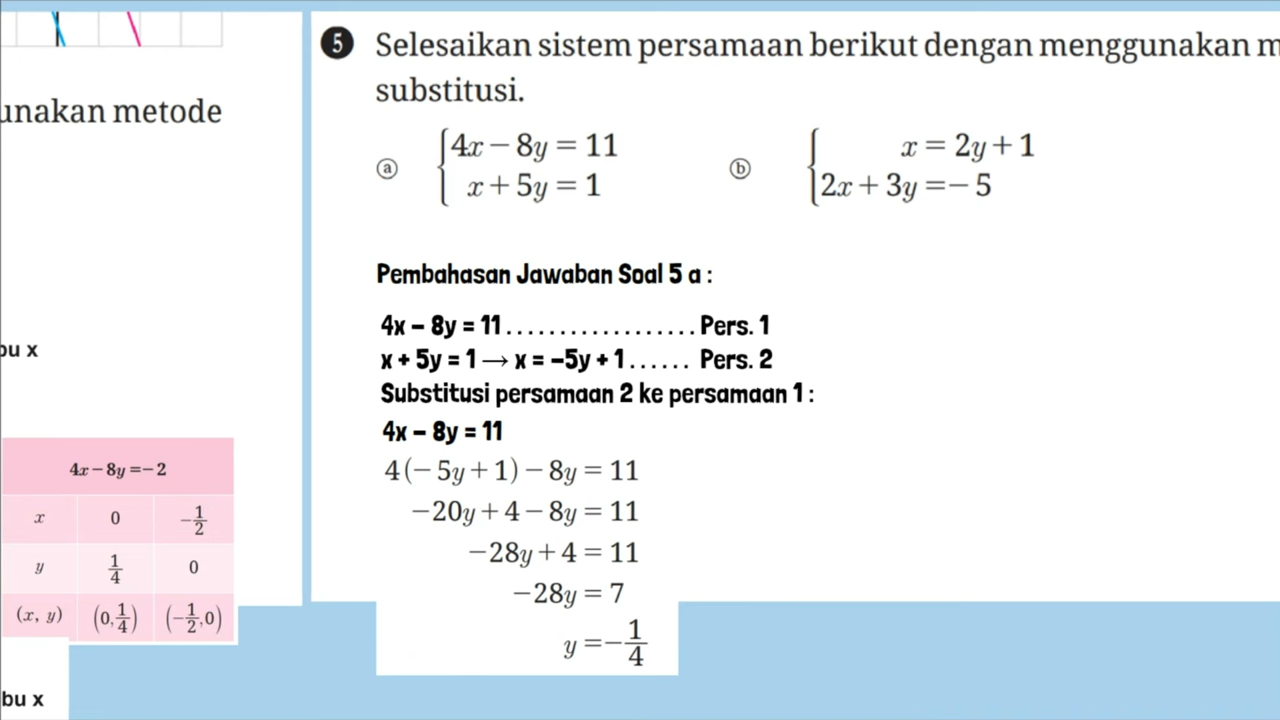 unakan metode
bu x
4x − 8y = −2
x 0 −1/2
y 1/4 0
(x, y) (0, 1/4) (−1/2, 0)
bu x
5 Selesaikan sistem persamaan berikut dengan menggunakan m
substitusi.
ⓐ {4x − 8y = 11
x + 5y = 1
ⓑ {x = 2y + 1
2x + 3y = − 5
Pembahasan Jawaban Soal 5 a :
4x − 8y = 11 . . . . . . . . . . . . . . . . . . Pers. 1
x + 5y = 1 → x = −5y + 1 . . . . . . Pers. 2
Substitusi persamaan 2 ke persamaan 1 :
4x − 8y = 11
4(− 5y + 1) − 8y = 11
−20y + 4 − 8y = 11
−28y + 4 = 11
−28y = 7
y = −1/4